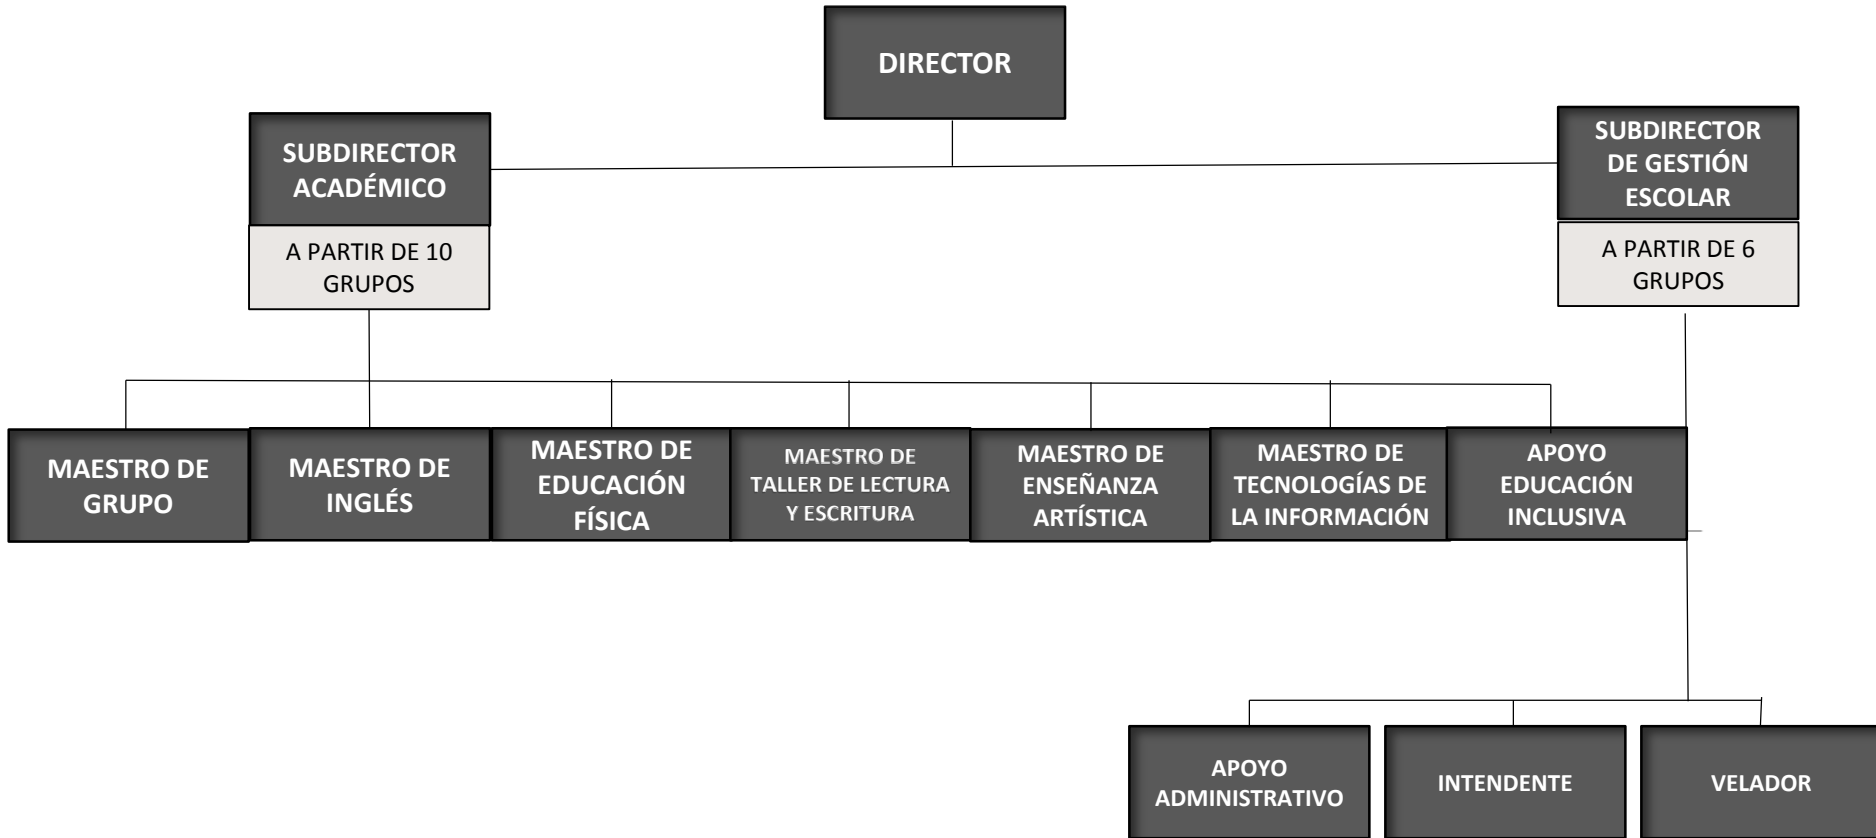 DIRECTOR
SUBDIRECTOR
ACADÉMICO
A PARTIR DE 10
GRUPOS
SUBDIRECTOR
DE GESTIÓN
ESCOLAR
A PARTIR DE 6
GRUPOS
MAESTRO DE
GRUPO
MAESTRO DE
INGLÉS
MAESTRO DE
EDUCACIÓN
FÍSICA
MAESTRO DE
TALLER DE LECTURA
Y ESCRITURA
MAESTRO DE
ENSEÑANZA
ARTÍSTICA
MAESTRO DE
TECNOLOGÍAS DE
LA INFORMACIÓN
APOYO
EDUCACIÓN
INCLUSIVA
APOYO
ADMINISTRATIVO
INTENDENTE
VELADOR